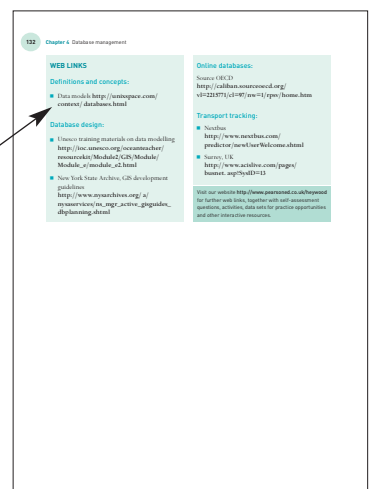 132 Chapter 4 Database management
WEB LINKS
Definitions and concepts:
Data models http://unixspace.com/
context/ databases.html
Database design:
Unesco training materials on data modelling
http://ioc.unesco.org/oceanteacher/
resourcekit/Module2/GIS/Module/
Module_e/module_e2.html
New York State Archive, GIS development
guidelines
http://www.nysarchives.org/ a/
nysaservices/ns_mgr_active_gisguides_
dbplanning.shtml
Online databases:
Source OECD
http://caliban.sourceoecd.org/
vl=2215771/cl=97/nw=1/rpsv/home.htm
Transport tracking:
Nextbus
http://www.nextbus.com/
predictor/newUserWelcome.shtml
Surrey, UK
http://www.acislive.com/pages/
busnet. asp?SysID=13
Visit our website http://www.pearsoned.co.uk/heywood
for further web links, together with self-assessment
questions, activities, data sets for practice opportunities
and other interactive resources.